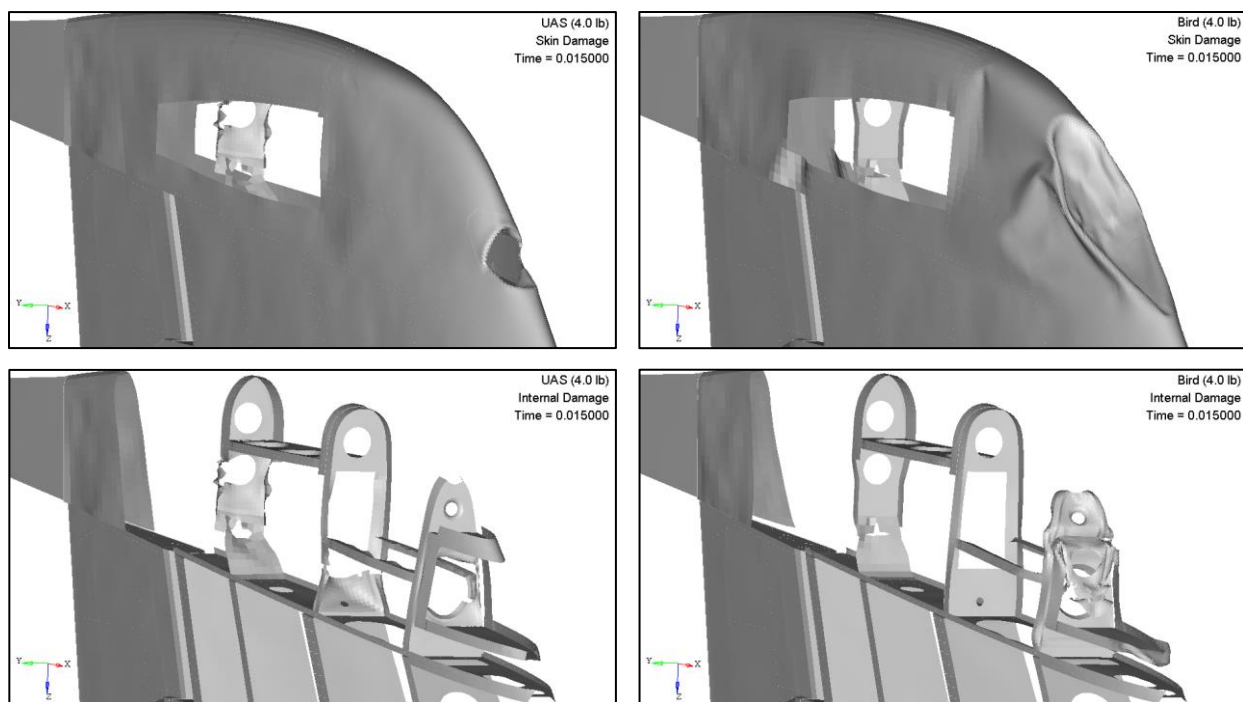 UAS (4.0 lb)
Skin Damage
Time = 0.015000
Y
X
Z
Bird (4.0 lb)
Skin Damage
Time = 0.015000
Y
X
Z
UAS (4.0 lb)
Internal Damage
Time = 0.015000
Y
X
Z
Bird (4.0 lb)
Internal Damage
Time = 0.015000
Y
X
Z